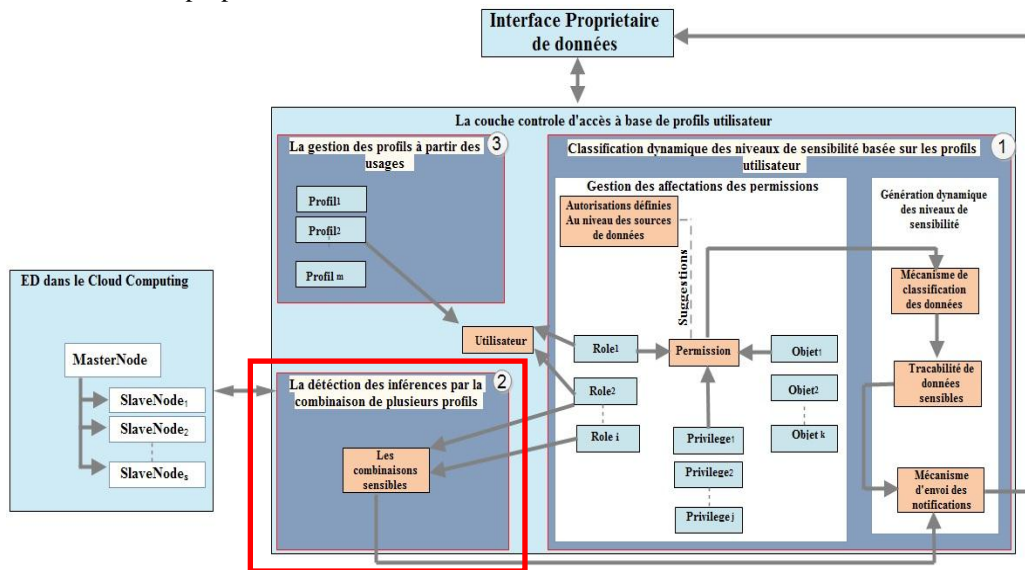 Interface Proprietaire
de données
La couche controle d'accès à base de profils utilisateur
La gestion des profils à partir des
usages
3
Profil1
Profil2
Profil m
Classification dynamique des niveaux de sensibilité basée sur les profils
utilisateur
1
Gestion des affectations des permissions
Autorisations définies
Au niveau des sources
de données
Suggestions
Génération dynamique
des niveaux de
sensibilité
Mécanisme de
classification
des données
Tracabilité de
données
sensibles
Mécanisme
d'envoi des
notifications
Utilisateur
Role1
Role2
Role i
Permission
Objet1
Objet2
Objet k
Privilege1
Privilege2
Privilege j
ED dans le Cloud Computing
MasterNode
SlaveNode1
SlaveNode2
SlaveNodes
La détéction des inférences par la
combinaison de plusieurs profils
2
Les
combinaisons
sensibles